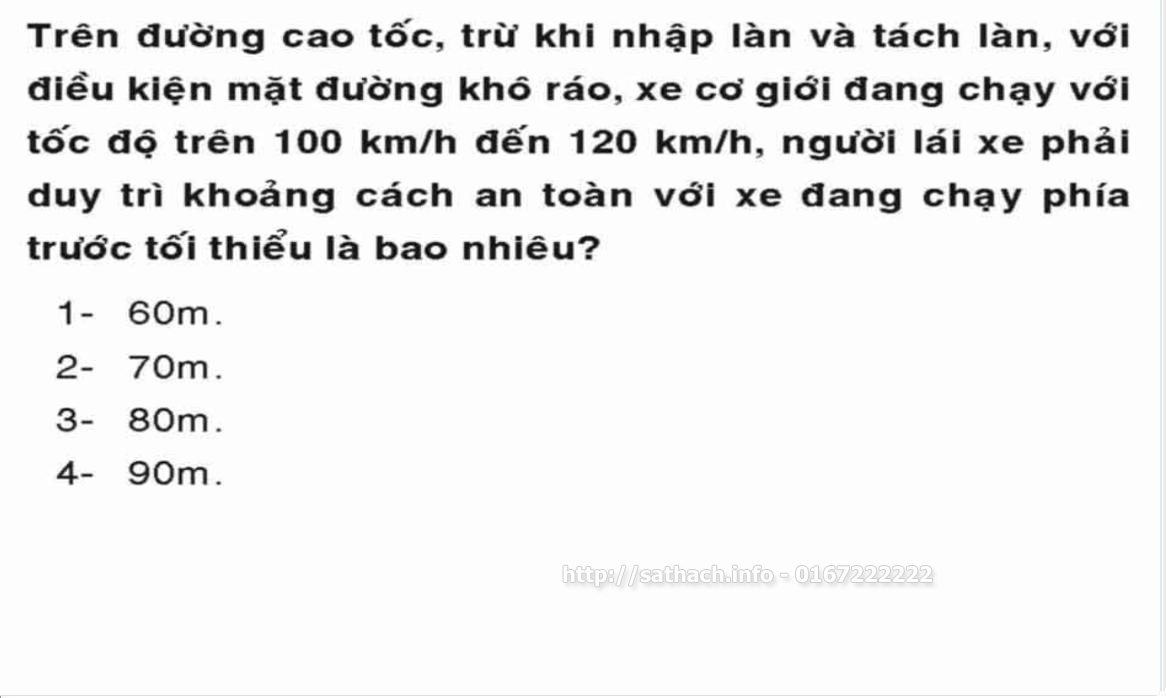 Trên đường cao tốc, trừ khi nhập làn và tách làn, với
điều kiện mặt đường khô ráo, xe cơ giới đang chạy với
tốc độ trên 100 km/h đến 120 km/h, người lái xe phải
duy trì khoảng cách an toàn với xe đang chạy phía
trước tối thiểu là bao nhiêu?
1- 60m.
2- 70m.
3- 80m.
4- 90m.
http://sathach.info - 0167222222